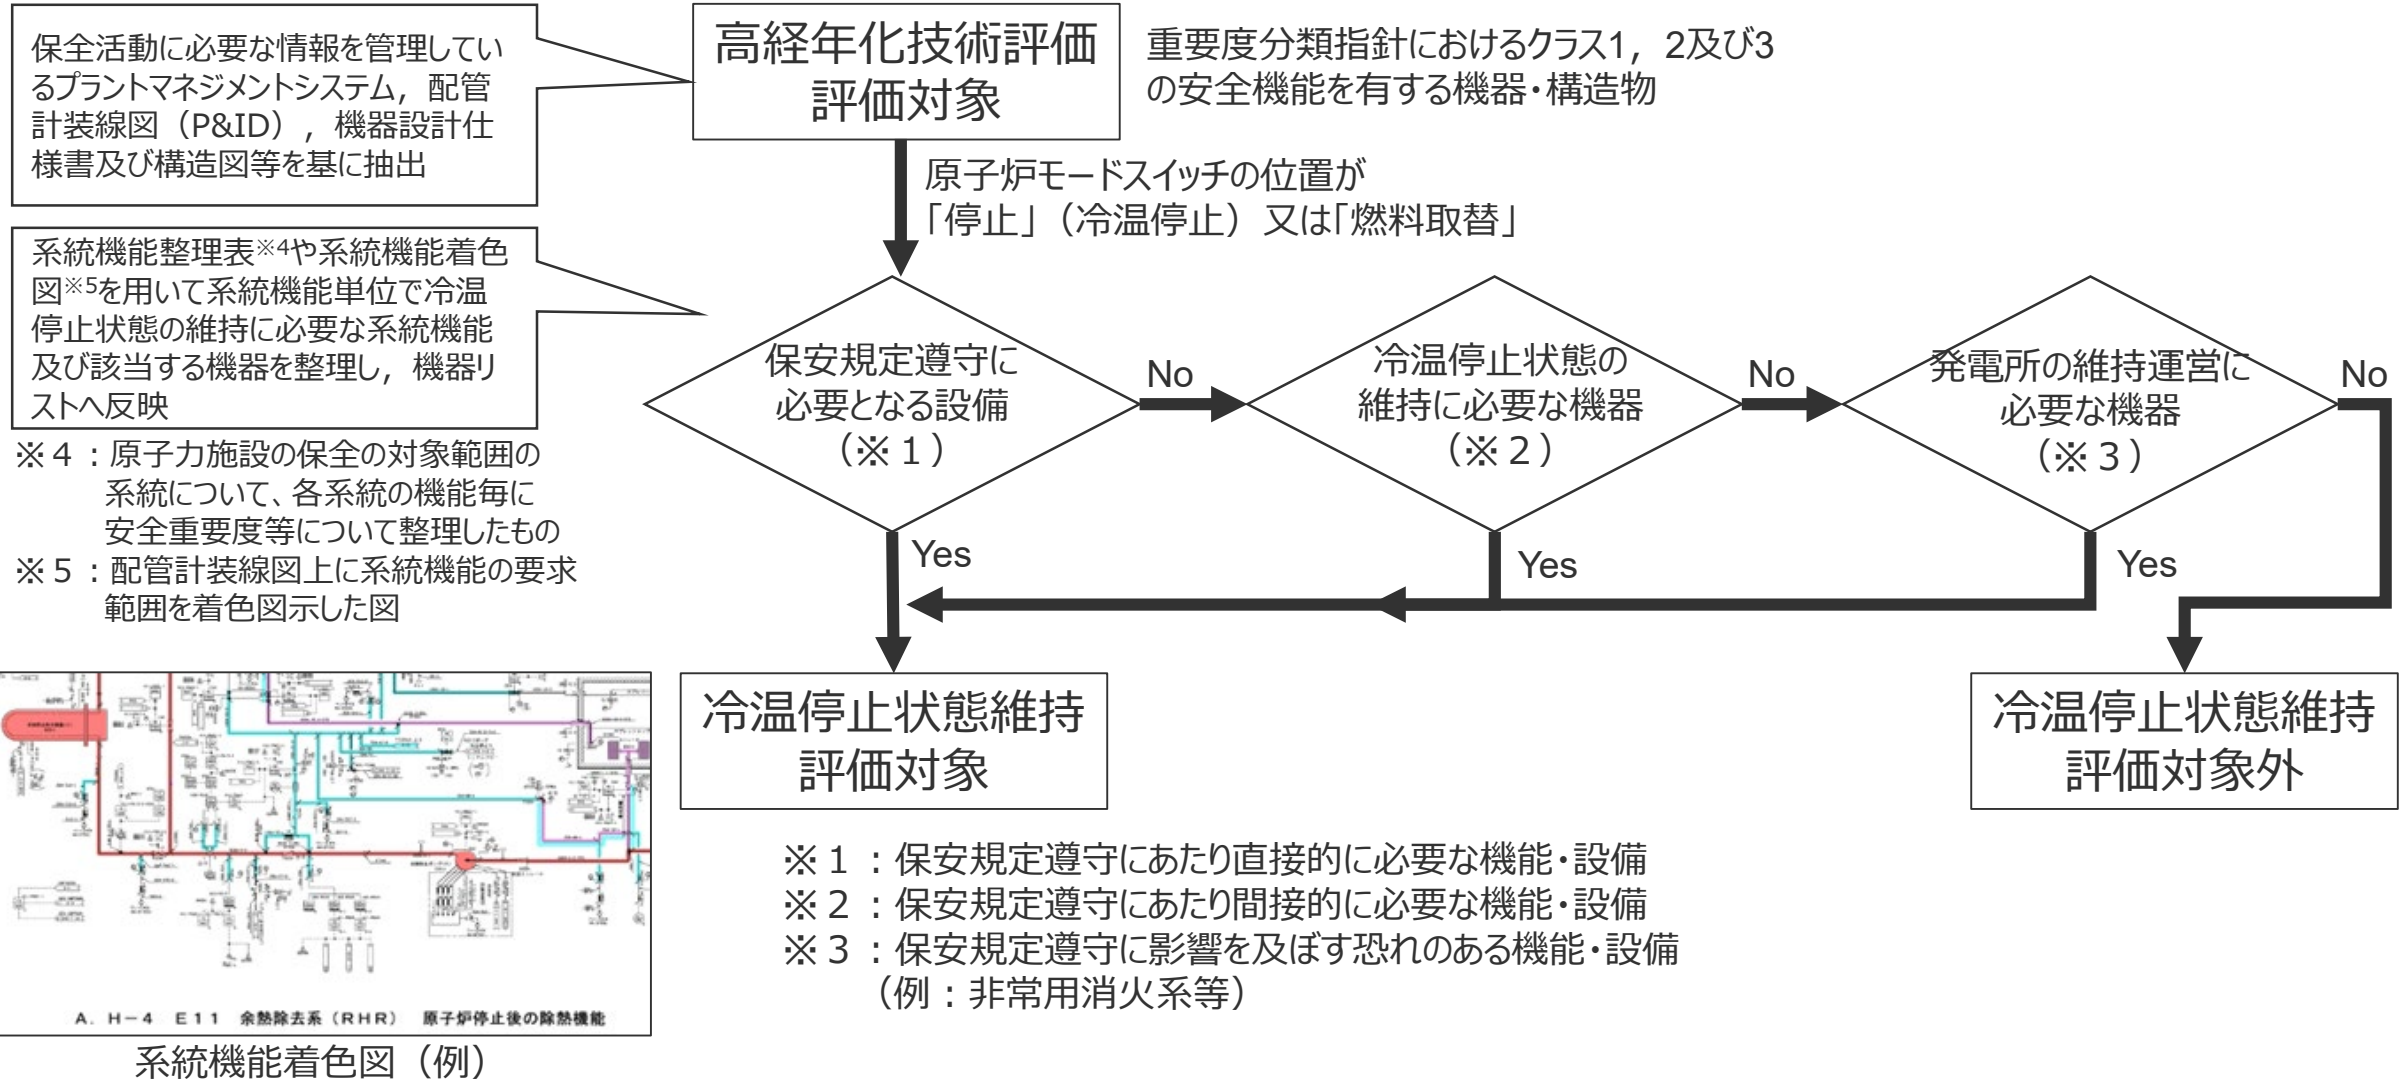 保全活動に必要な情報を管理してい
るプラントマネジメントシステム，配管
計装線図（P&ID），機器設計仕
様書及び構造図等を基に抽出
高経年化技術評価
評価対象
重要度分類指針におけるクラス1，2及び3
の安全機能を有する機器・構造物
原子炉モードスイッチの位置が
「停止」（冷温停止）又は「燃料取替」
系統機能整理表※4や系統機能着色
図※5を用いて系統機能単位で冷温
停止状態の維持に必要な系統機能
及び該当する機器を整理し，機器リ
ストへ反映
※４：原子力施設の保全の対象範囲の
系統について、各系統の機能毎に
安全重要度等について整理したもの
※５：配管計装線図上に系統機能の要求
範囲を着色図示した図
保安規定遵守に
必要となる設備
（※１）
No
冷温停止状態の
維持に必要な機器
（※２）
No
発電所の維持運営に
必要な機器
（※３）
No
Yes
Yes
Yes
冷温停止状態維持
評価対象
冷温停止状態維持
評価対象外
※１：保安規定遵守にあたり直接的に必要な機能・設備
※２：保安規定遵守にあたり間接的に必要な機能・設備
※３：保安規定遵守に影響を及ぼす恐れのある機能・設備
（例：非常用消火系等）
A．H－4　E11　余熱除去系（RHR）　原子炉停止後の除熱機能
系統機能着色図（例）